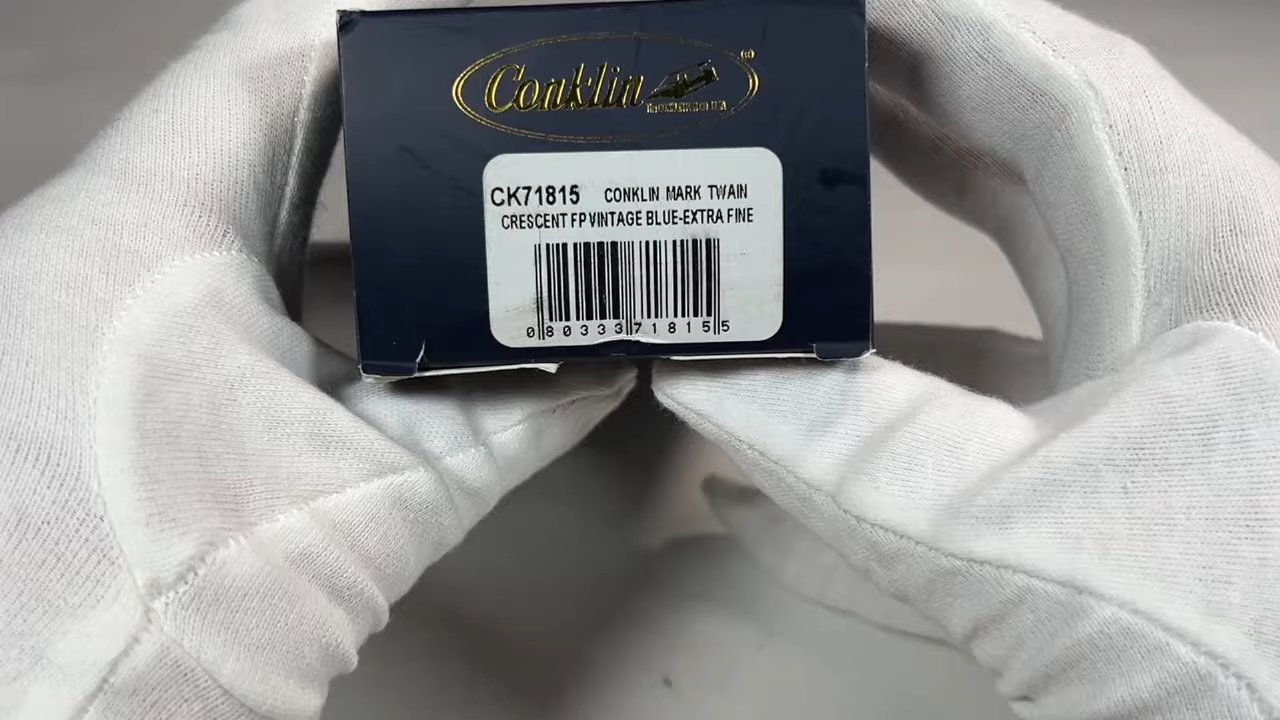 Conklin ®
CK71815 CONKLIN MARK TWAIN
CRESCENT FP VINTAGE BLUE-EXTRA FINE
0 80333 71815 5